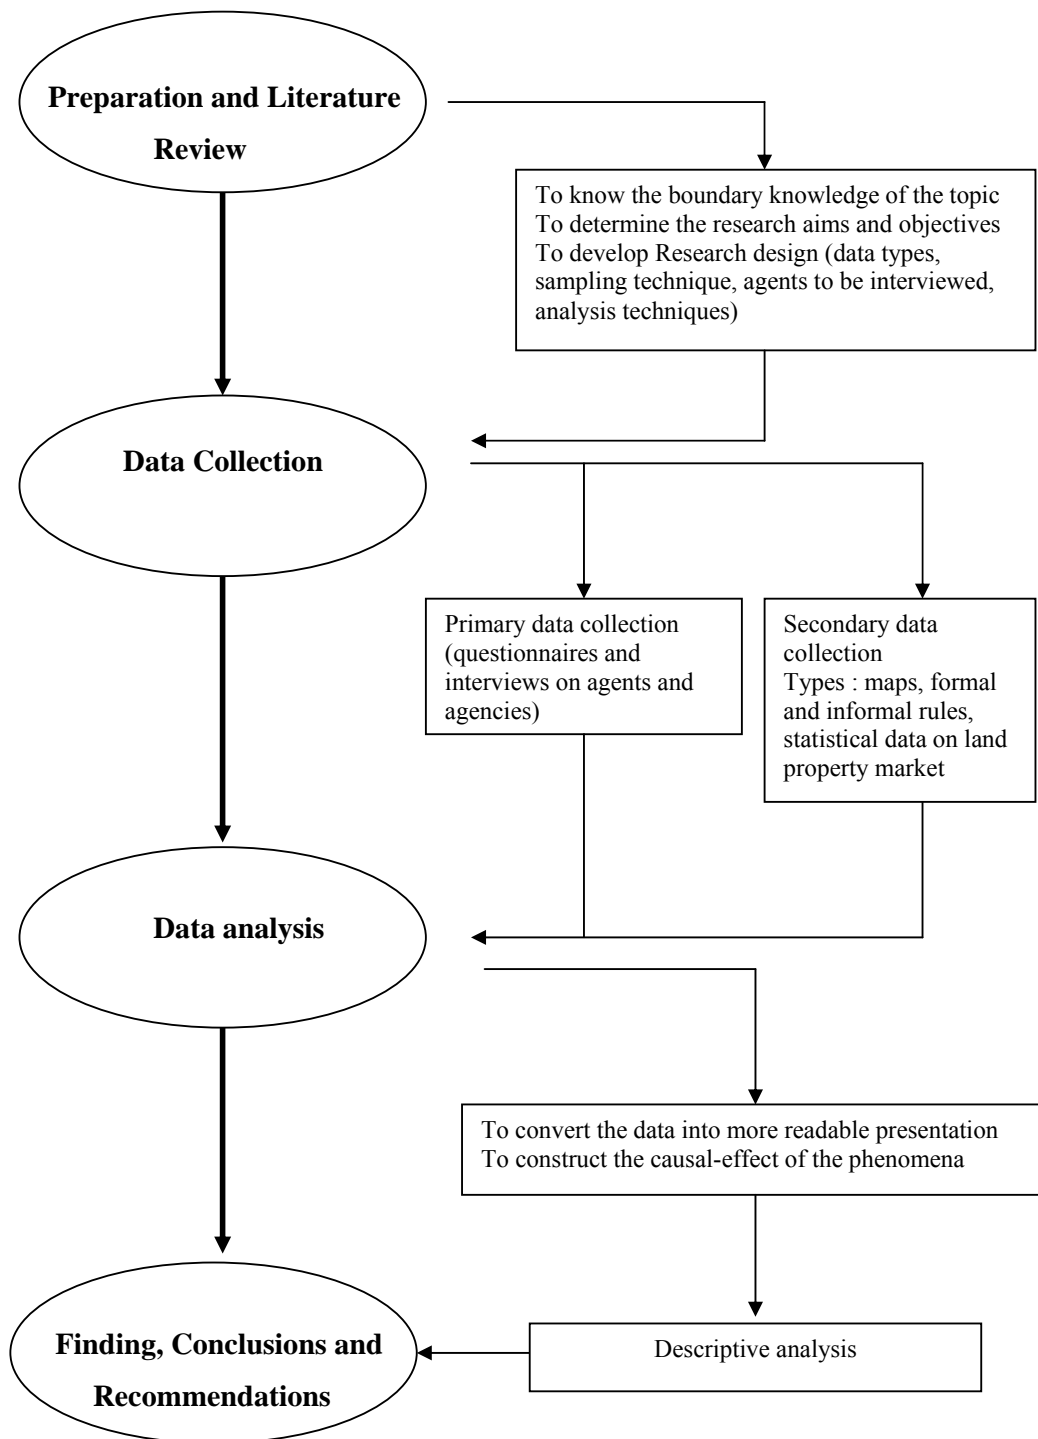 Preparation and Literature
Review
To know the boundary knowledge of the topic
To determine the research aims and objectives
To develop Research design (data types,
sampling technique, agents to be interviewed,
analysis techniques)
Data Collection
Primary data collection
(questionnaires and
interviews on agents and
agencies)
Secondary data
collection
Types : maps, formal
and informal rules,
statistical data on land
property market
Data analysis
To convert the data into more readable presentation
To construct the causal-effect of the phenomena
Descriptive analysis
Finding, Conclusions and
Recommendations